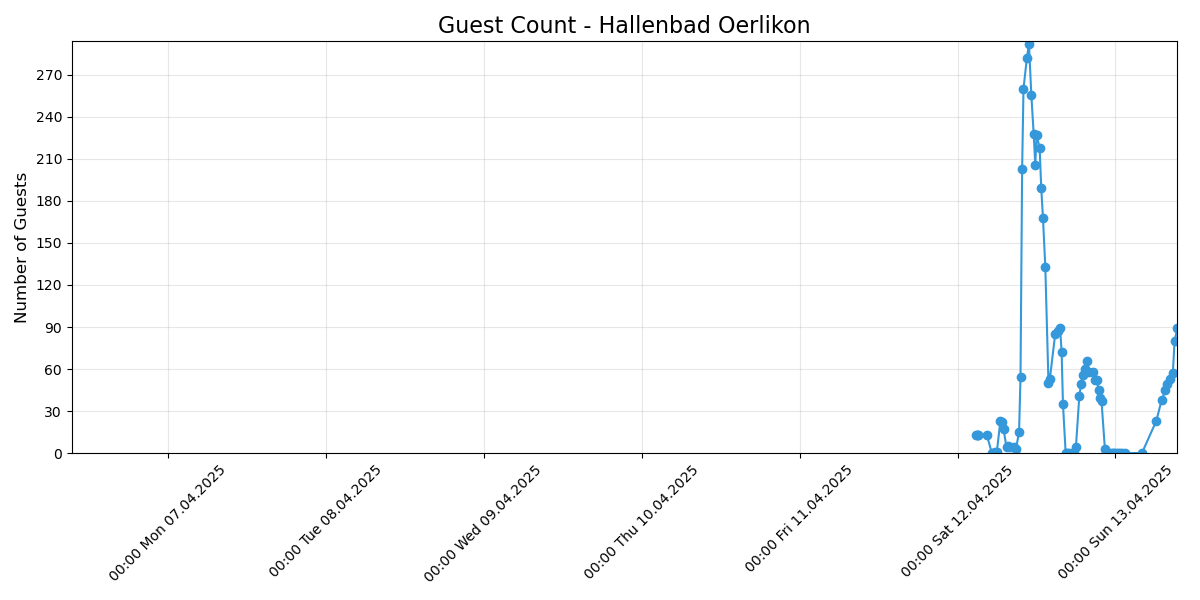 Guest Count - Hallenbad Oerlikon
Number of Guests
270
240
210
180
150
120
90
60
30
0
00:00 Mon 07.04.2025
00:00 Tue 08.04.2025
00:00 Wed 09.04.2025
00:00 Thu 10.04.2025
00:00 Fri 11.04.2025
00:00 Sat 12.04.2025
00:00 Sun 13.04.2025